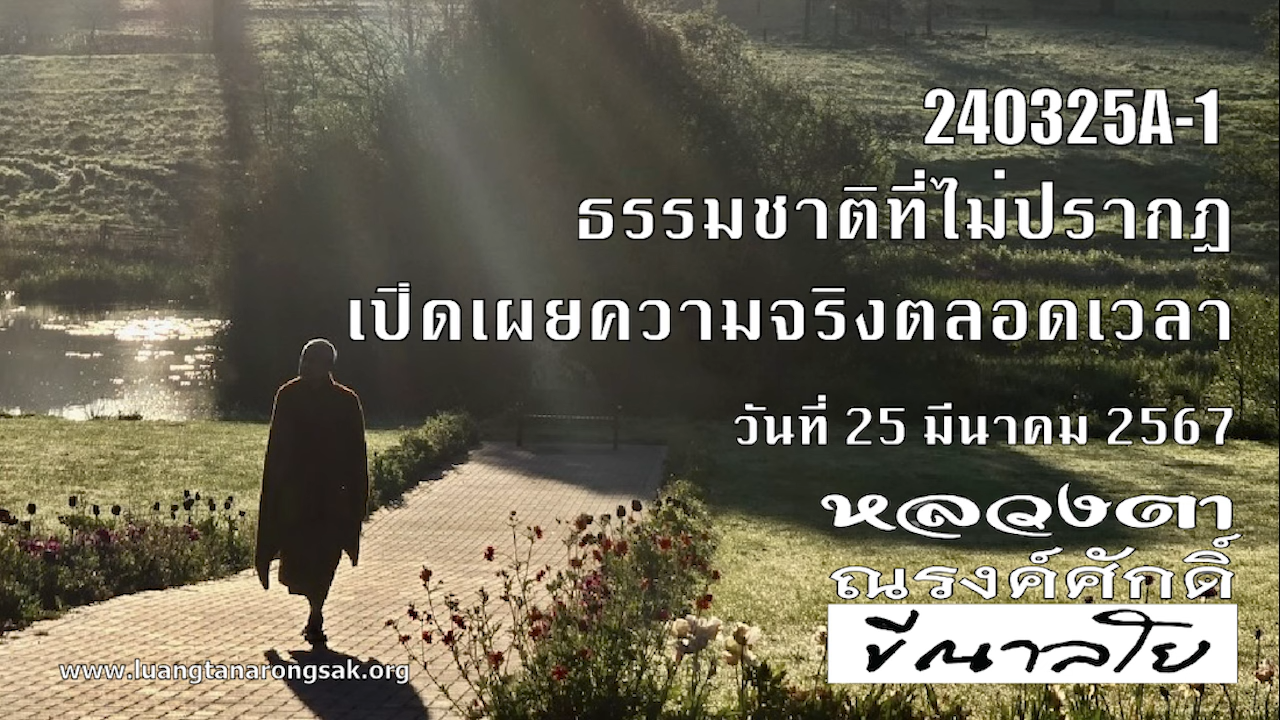 240325A-1
ธรรมชาติที่ไม่ปรากฏ
เปิดเผยความจริงตลอดเวลา
วันที่ 25 มีนาคม 2567
หลวงตา
ณรงค์ศักดิ์
ขีณาลโย
www.luangtanarongsak.org